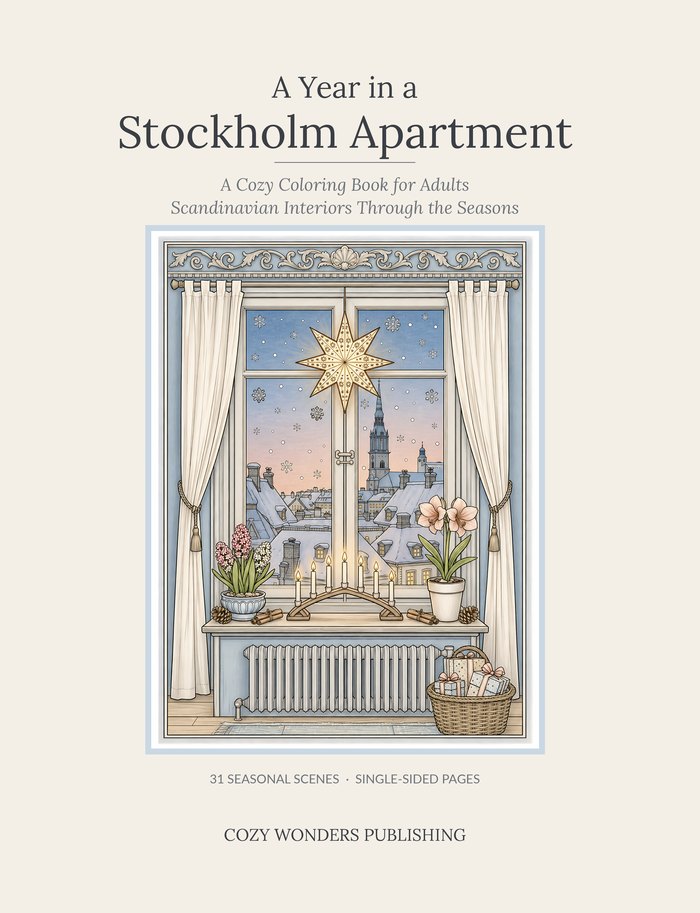 A Year in a
Stockholm Apartment
A Cozy Coloring Book for Adults
Scandinavian Interiors Through the Seasons
31 SEASONAL SCENES · SINGLE-SIDED PAGES
COZY WONDERS PUBLISHING